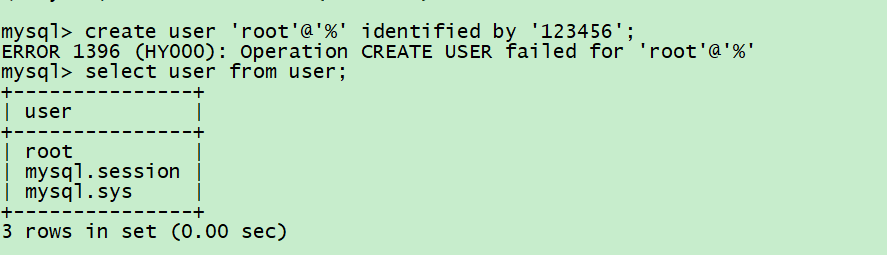 mysql> create user 'root'@'%' identified by '123456';
ERROR 1396 (HY000): Operation CREATE USER failed for 'root'@'%'
mysql> select user from user;
+---------------+
| user          |
+---------------+
| root          |
| mysql.session |
| mysql.sys     |
+---------------+
3 rows in set (0.00 sec)